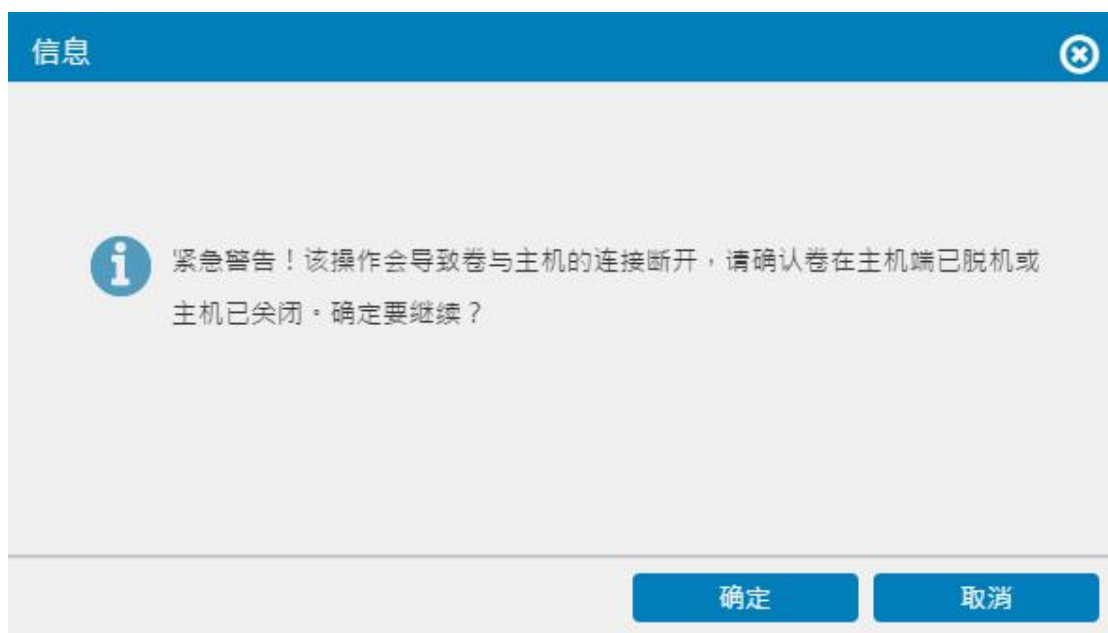 信息
紧急警告！该操作会导致卷与主机的连接断开，请确认卷在主机端已脱机或
主机已关闭。确定要继续？
确定
取消